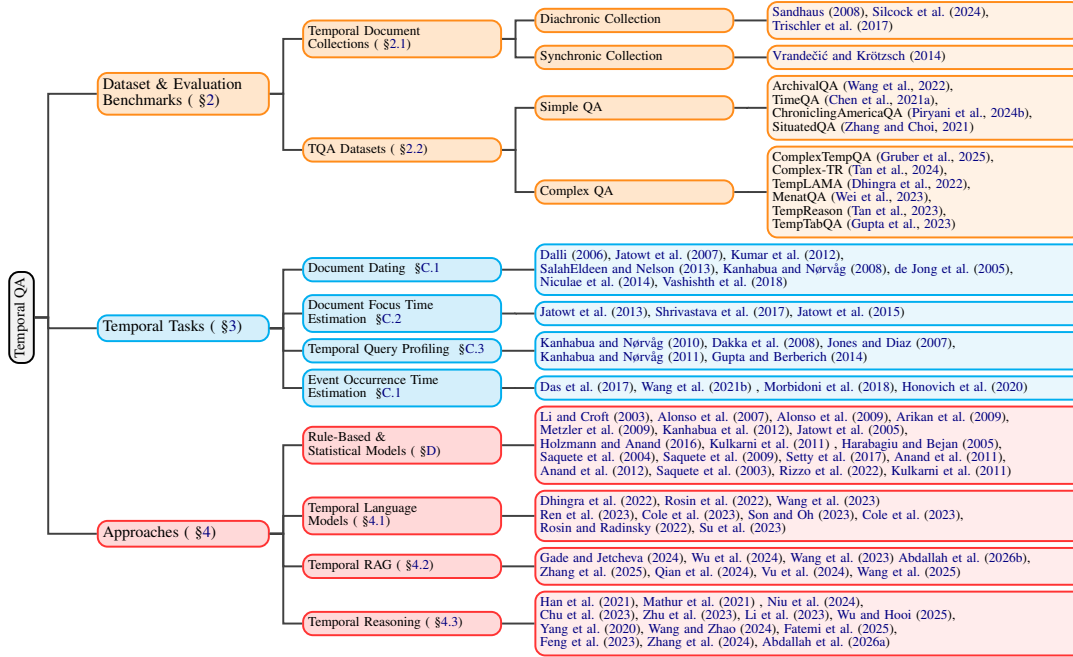 Temporal QA
Dataset & Evaluation
Benchmarks ( §2)
Temporal Document
Collections ( §2.1)
Diachronic Collection
Sandhaus (2008), Silcock et al. (2024),
Trischler et al. (2017)
Synchronic Collection
Vrandečić and Krötzsch (2014)
TQA Datasets ( §2.2)
Simple QA
ArchivalQA (Wang et al., 2022),
TimeQA (Chen et al., 2021a),
ChroniclingAmericaQA (Piryani et al., 2024b),
SituatedQA (Zhang and Choi, 2021)
Complex QA
ComplexTempQA (Gruber et al., 2025),
Complex-TR (Tan et al., 2024),
TempLAMA (Dhingra et al., 2022),
MenatQA (Wei et al., 2023),
TempReason (Tan et al., 2023),
TempTabQA (Gupta et al., 2023)
Temporal Tasks ( §3)
Document Dating §C.1
Dalli (2006), Jatowt et al. (2007), Kumar et al. (2012),
SalahEldeen and Nelson (2013), Kanhabua and Nørvåg (2008), de Jong et al. (2005),
Niculae et al. (2014), Vashishth et al. (2018)
Document Focus Time
Estimation §C.2
Jatowt et al. (2013), Shrivastava et al. (2017), Jatowt et al. (2015)
Temporal Query Profiling §C.3
Kanhabua and Nørvåg (2010), Dakka et al. (2008), Jones and Diaz (2007),
Kanhabua and Nørvåg (2011), Gupta and Berberich (2014)
Event Occurrence Time
Estimation §C.1
Das et al. (2017), Wang et al. (2021b) , Morbidoni et al. (2018), Honovich et al. (2020)
Approaches ( §4)
Rule-Based &
Statistical Models ( §D)
Li and Croft (2003), Alonso et al. (2007), Alonso et al. (2009), Arikan et al. (2009),
Metzler et al. (2009), Kanhabua et al. (2012), Jatowt et al. (2005),
Holzmann and Anand (2016), Kulkarni et al. (2011) , Harabagiu and Bejan (2005),
Saquete et al. (2004), Saquete et al. (2009), Setty et al. (2017), Anand et al. (2011),
Anand et al. (2012), Saquete et al. (2003), Rizzo et al. (2022), Kulkarni et al. (2011)
Temporal Language
Models ( §4.1)
Dhingra et al. (2022), Rosin et al. (2022), Wang et al. (2023)
Ren et al. (2023), Cole et al. (2023), Son and Oh (2023), Cole et al. (2023),
Rosin and Radinsky (2022), Su et al. (2023)
Temporal RAG ( §4.2)
Gade and Jetcheva (2024), Wu et al. (2024), Wang et al. (2023) Abdallah et al. (2026b),
Zhang et al. (2025), Qian et al. (2024), Vu et al. (2024), Wang et al. (2025)
Temporal Reasoning ( §4.3)
Han et al. (2021), Mathur et al. (2021) , Niu et al. (2024),
Chu et al. (2023), Zhu et al. (2023), Li et al. (2023), Wu and Hooi (2025),
Yang et al. (2020), Wang and Zhao (2024), Fatemi et al. (2025),
Feng et al. (2023), Zhang et al. (2024), Abdallah et al. (2026a)